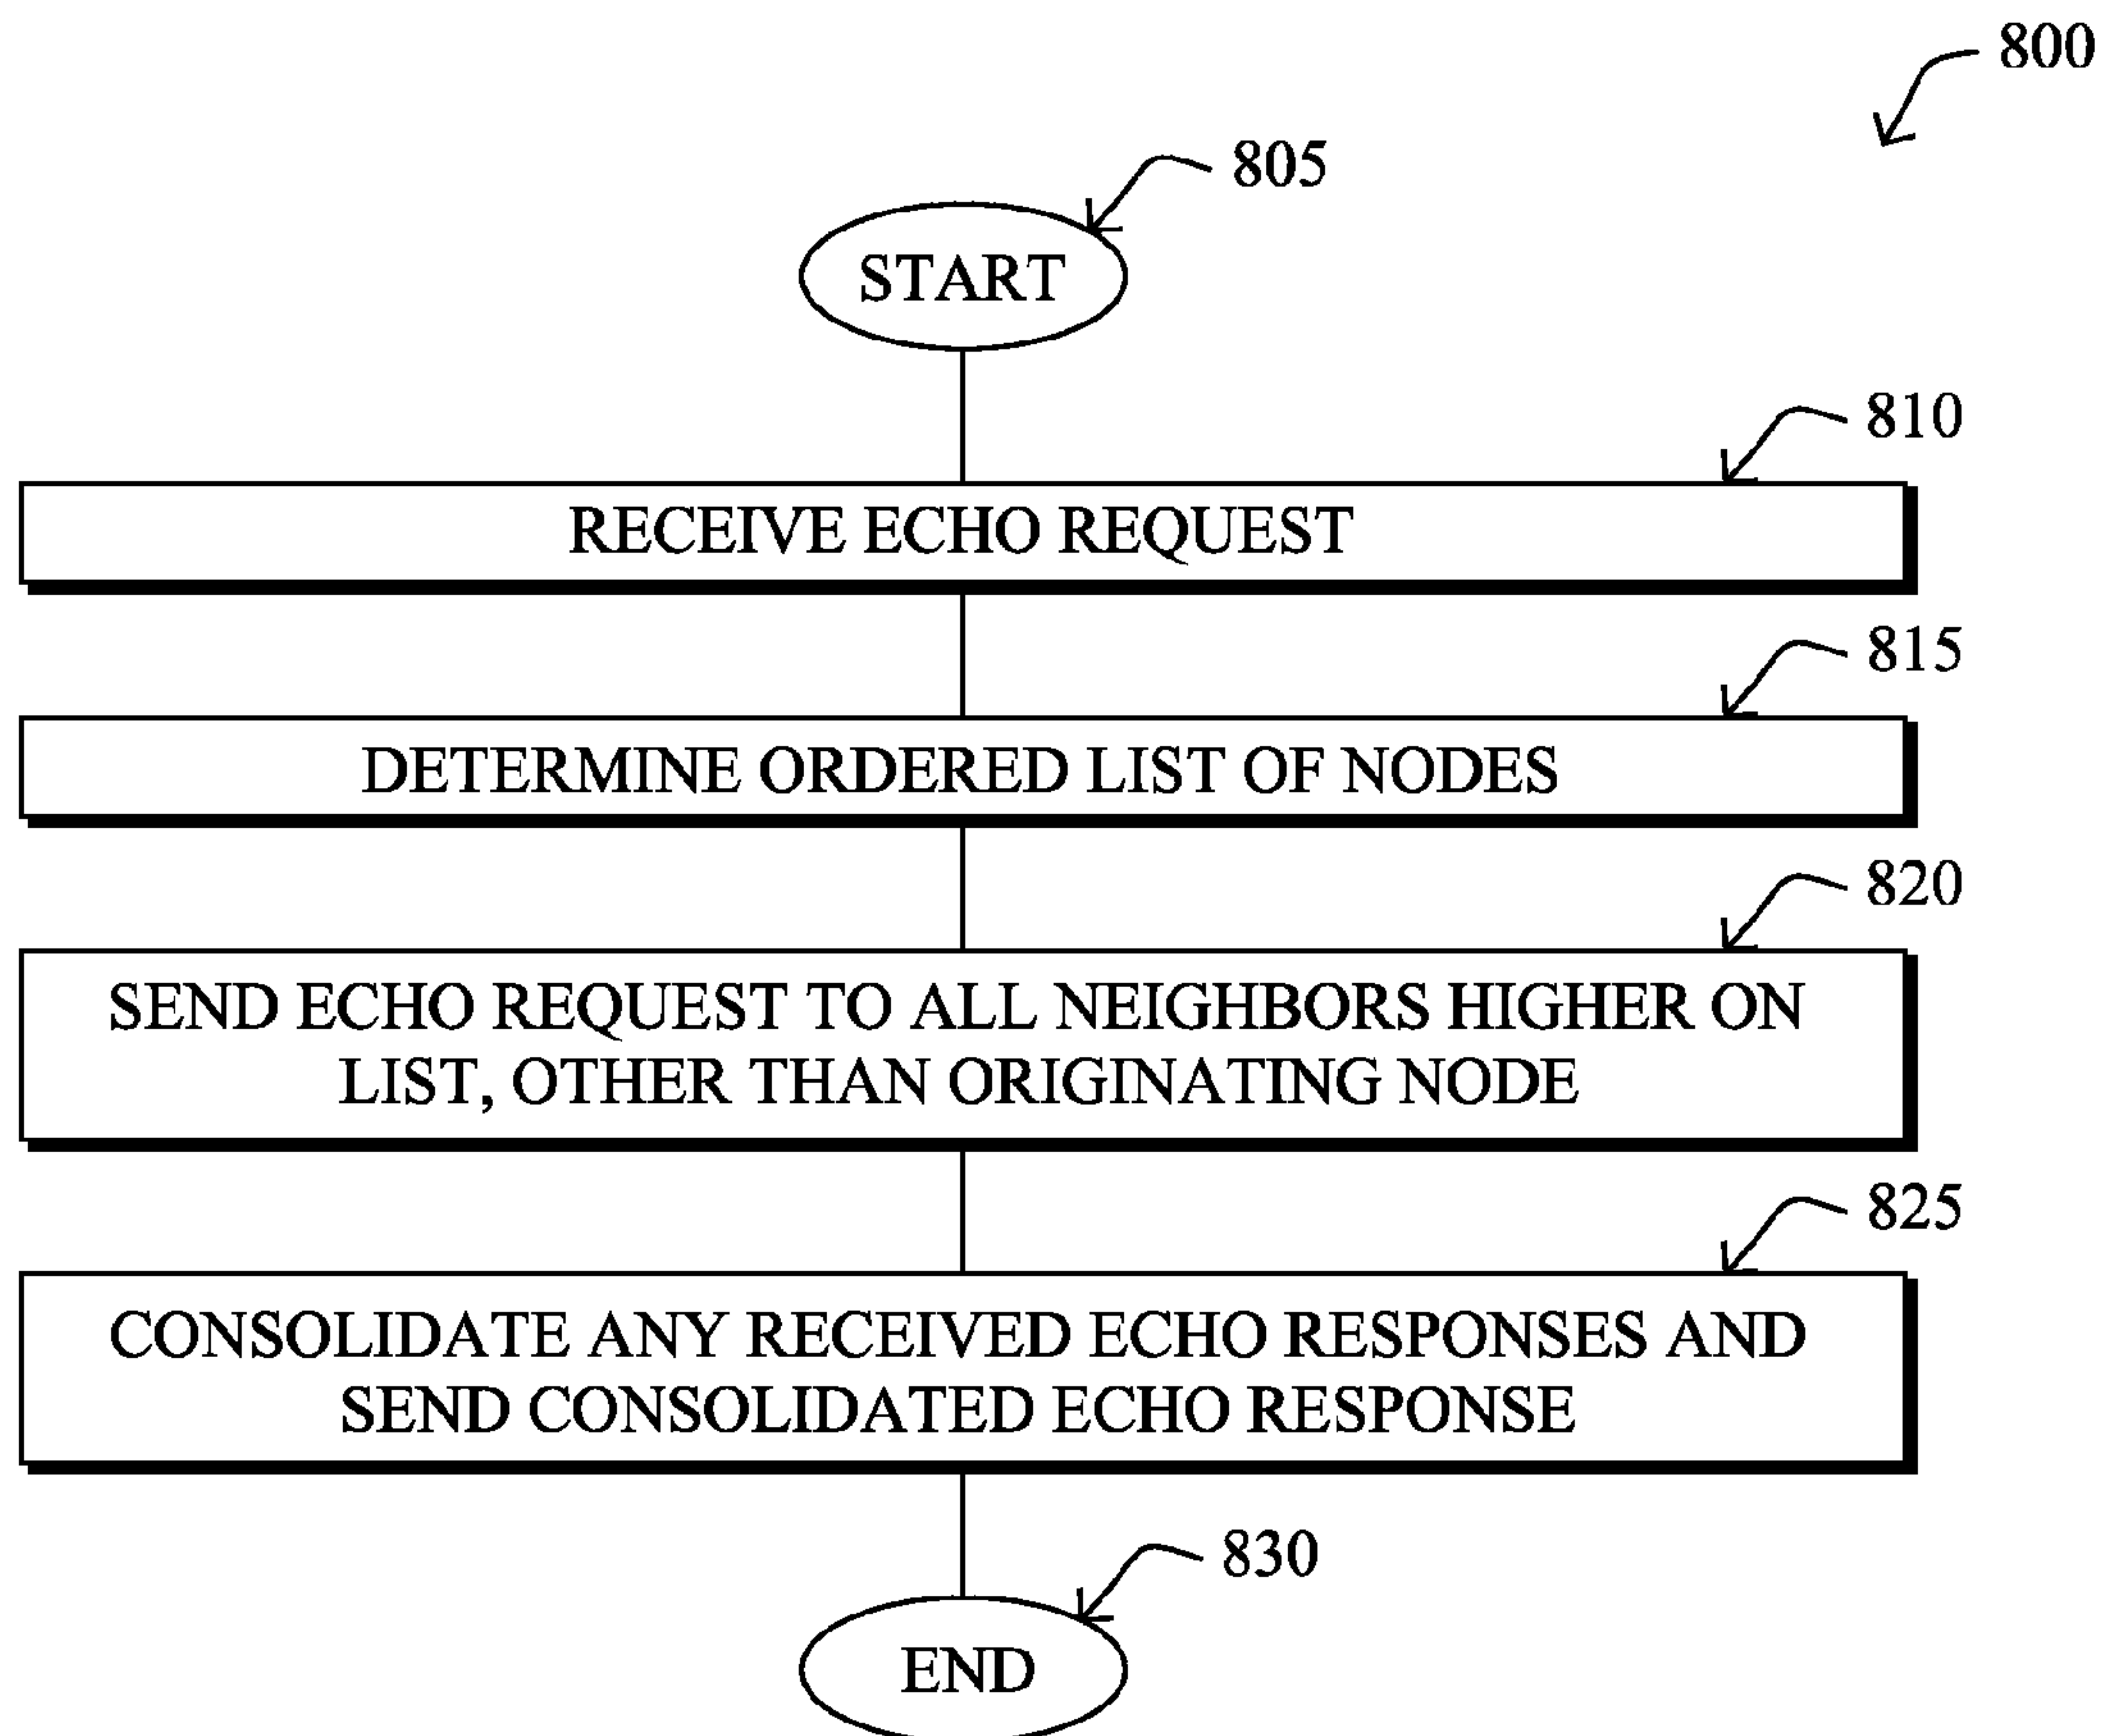 800
805
START
810
RECEIVE ECHO REQUEST
815
DETERMINE ORDERED LIST OF NODES
820
SEND ECHO REQUEST TO ALL NEIGHBORS HIGHER ON
LIST, OTHER THAN ORIGINATING NODE
825
CONSOLIDATE ANY RECEIVED ECHO RESPONSES AND
SEND CONSOLIDATED ECHO RESPONSE
830
END